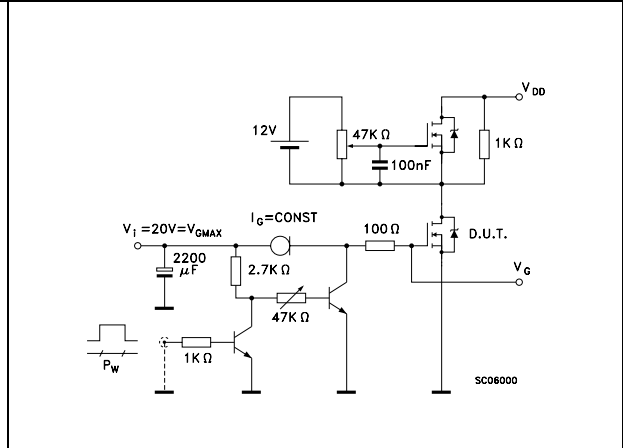 V DD
12V
47K Ω
1K Ω
100nF
I G =CONST
V i =20V=V GMAX
100 Ω
D.U.T.
2200
μF
2.7K Ω
V G
47K Ω
P W
1K Ω
SC06000